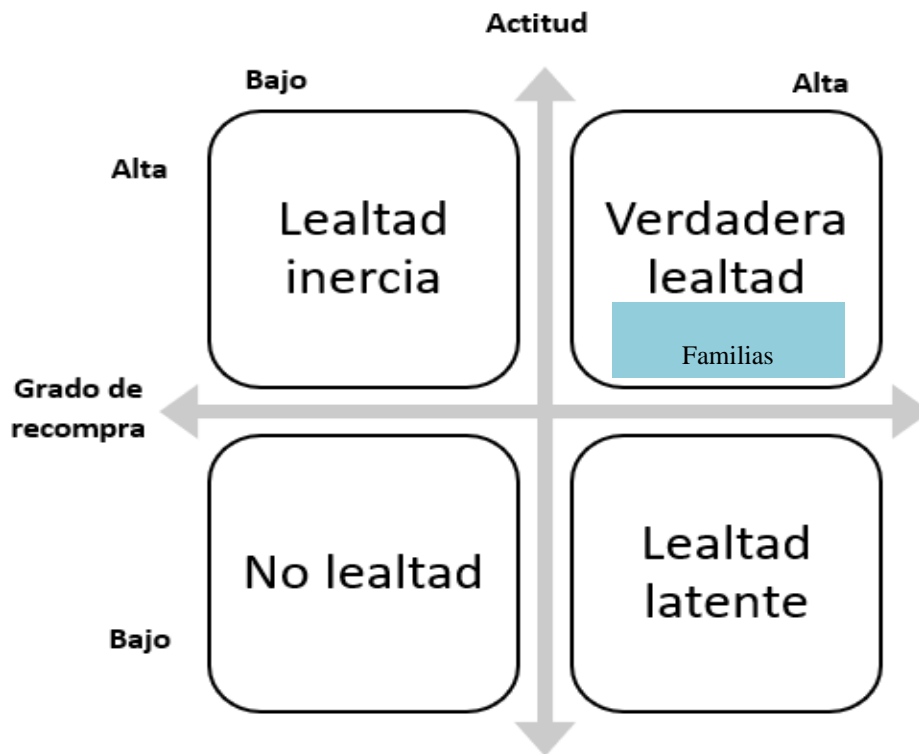 Actitud
Bajo
Alta
Alta
Lealtad
inercia
Verdadera
lealtad
Familias
Grado de
recompra
No lealtad
Lealtad
latente
Bajo